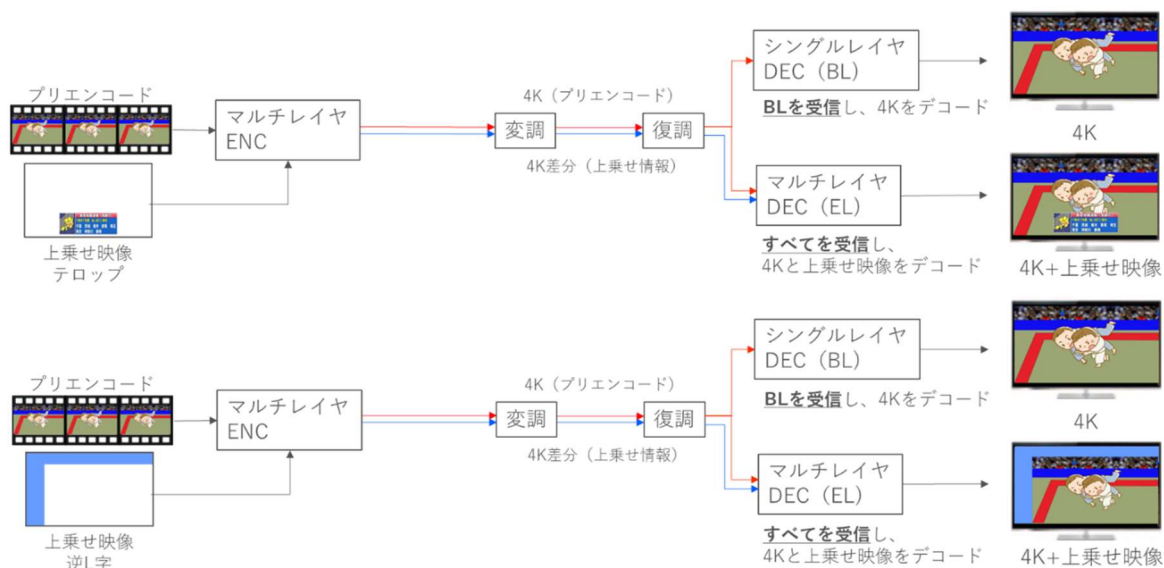 プリエンコード
マルチレイヤ
ENC
上乗せ映像
テロップ
4K（プリエンコード）
変調
復調
4K差分（上乗せ情報）
シングルレイヤ
DEC（BL）
BLを受信し、4Kをデコード
4K
マルチレイヤ
DEC（EL）
すべてを受信し、
4Kと上乗せ映像をデコード
4K+上乗せ映像
プリエンコード
マルチレイヤ
ENC
上乗せ映像
逆L字
4K（プリエンコード）
変調
復調
4K差分（上乗せ情報）
シングルレイヤ
DEC（BL）
BLを受信し、4Kをデコード
4K
マルチレイヤ
DEC（EL）
すべてを受信し、
4Kと上乗せ映像をデコード
4K+上乗せ映像